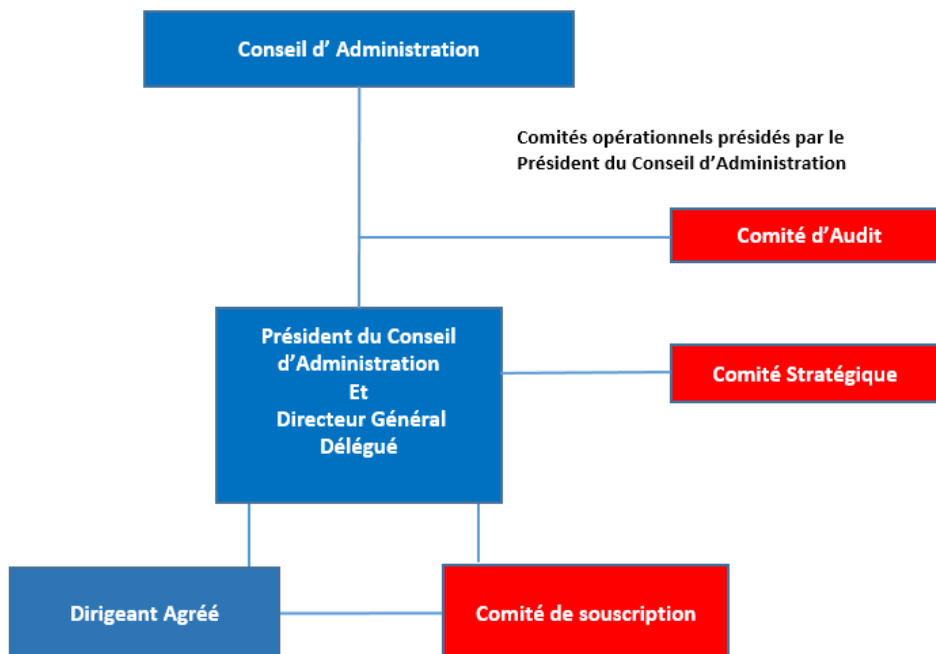 Conseil d' Administration
Comités opérationnels présidés par le
Président du Conseil d'Administration
Comité d'Audit
Président du Conseil
d'Administration
Et
Directeur Général
Délégué
Comité Stratégique
Dirigeant Agréé
Comité de souscription